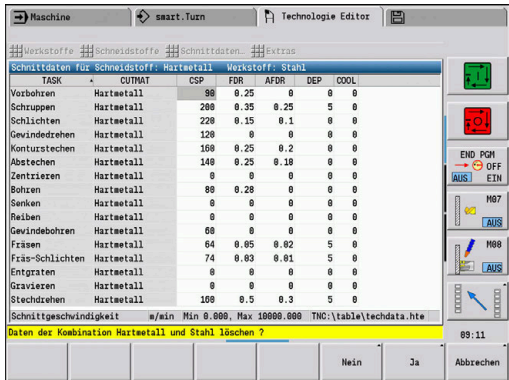 Maschine smart.Turn Technologie Editor
Werkstoffe Schneidstoffe Schnittdaten… Extras
Schnittdaten für Schneidstoff: Hartmetall Werkstoff: Stahl
TASK CUTMAT CSP FDR AFDR DEP COOL
Vorbohren Hartmetall 90 0.25 0 0 0
Schruppen Hartmetall 200 0.35 0.25 5 0
Schlichten Hartmetall 220 0.15 0.1 0 0
Gewindedrehen Hartmetall 120 0 0 0 0
Konturstechen Hartmetall 160 0.25 0.2 0 0
Abstechen Hartmetall 140 0.25 0.18 0 0
Zentrieren Hartmetall 0 0 0 0 0
Bohren Hartmetall 80 0.28 0 0 0
Senken Hartmetall 0 0 0 0 0
Reiben Hartmetall 0 0 0 0 0
Gewindebohren Hartmetall 60 0 0 0 0
Fräsen Hartmetall 64 0.05 0.02 5 0
Fräs-Schlichten Hartmetall 74 0.03 0.01 5 0
Entgraten Hartmetall 0 0 0 0 0
Gravieren Hartmetall 0 0 0 0 0
Stechdrehen Hartmetall 160 0.5 0.3 5 0
Schnittgeschwindigkeit m/min Min 0.000, Max 10000.000 TNC:\table\techdata.hte
Daten der Kombination Hartmetall und Stahl löschen ?
END PGM
OFF
AUS EIN
M07
AUS
M08
AUS
09:11
Nein Ja Abbrechen